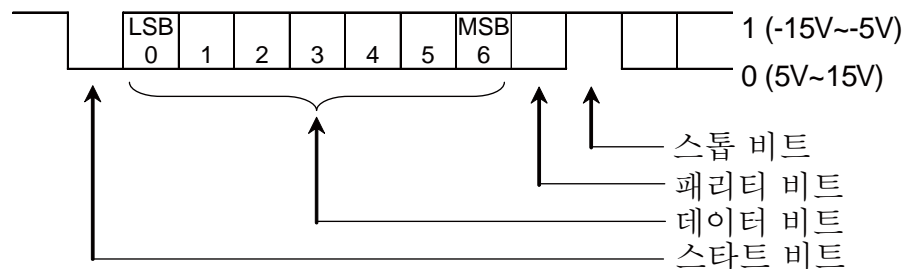 LSB MSB 1 (-15V~-5V)
0 1 2 3 4 5 6
0 (5V~15V)
스톱 비트
패리티 비트
데이터 비트
스타트 비트